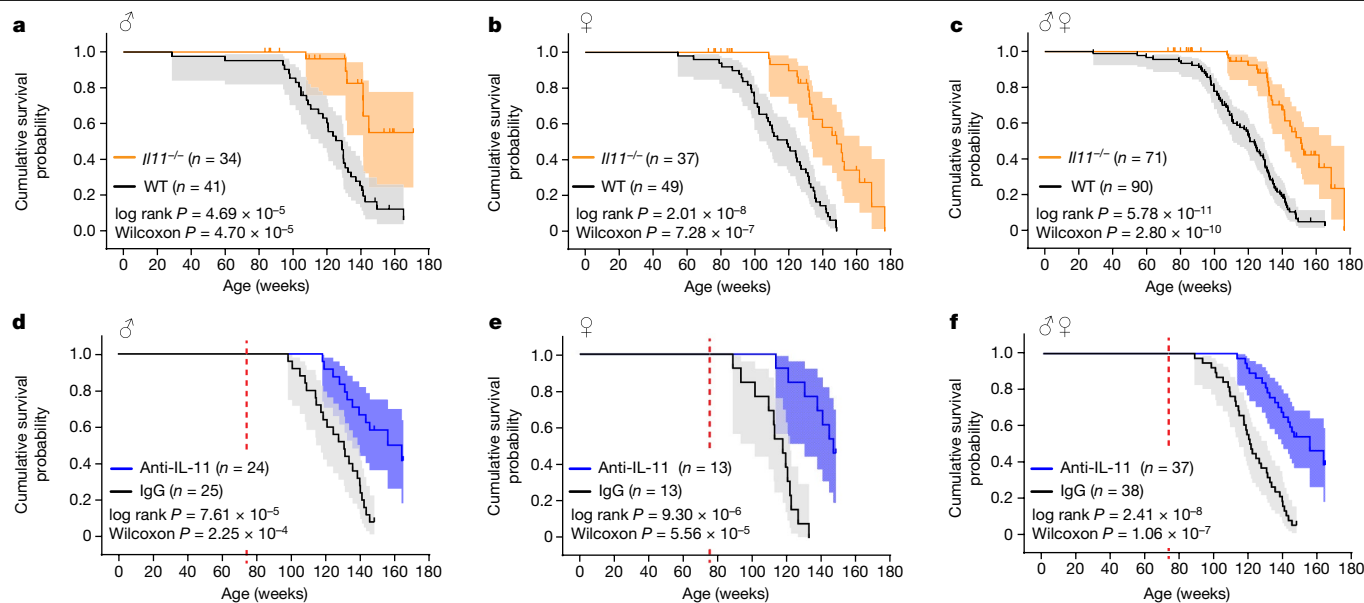 a ♂
Cumulative survival
probability
1.0
0.8
0.6
0.4
0.2
0.0
Il11−/− (n = 34)
WT (n = 41)
log rank P = 4.69 × 10−5
Wilcoxon P = 4.70 × 10−5
0 20 40 60 80 100 120 140 160 180
Age (weeks)
b ♀
Cumulative survival
probability
1.0
0.8
0.6
0.4
0.2
0
Il11−/− (n = 37)
WT (n = 49)
log rank P = 2.01 × 10−8
Wilcoxon P = 7.28 × 10−7
0 20 40 60 80 100 120 140 160 180
Age (weeks)
c ♂♀
Cumulative survival
probability
1.0
0.8
0.6
0.4
0.2
0
Il11−/− (n = 71)
WT (n = 90)
log rank P = 5.78 × 10−11
Wilcoxon P = 2.80 × 10−10
0 20 40 60 80 100 120 140 160 180
Age (weeks)
d ♂
Cumulative survival
probability
1.0
0.8
0.6
0.4
0.2
0
Anti-IL-11 (n = 24)
IgG (n = 25)
log rank P = 7.61 × 10−5
Wilcoxon P = 2.25 × 10−4
0 20 40 60 80 100 120 140 160 180
Age (weeks)
e ♀
Cumulative survival
probability
1.0
0.8
0.6
0.4
0.2
0
Anti-IL-11 (n = 13)
IgG (n = 13)
log rank P = 9.30 × 10−6
Wilcoxon P = 5.56 × 10−5
0 20 40 60 80 100 120 140 160 180
Age (weeks)
f ♂♀
Cumulative survival
probability
1.0
0.8
0.6
0.4
0.2
0
Anti-IL-11 (n = 37)
IgG (n = 38)
log rank P = 2.41 × 10−8
Wilcoxon P = 1.06 × 10−7
0 20 40 60 80 100 120 140 160 180
Age (weeks)